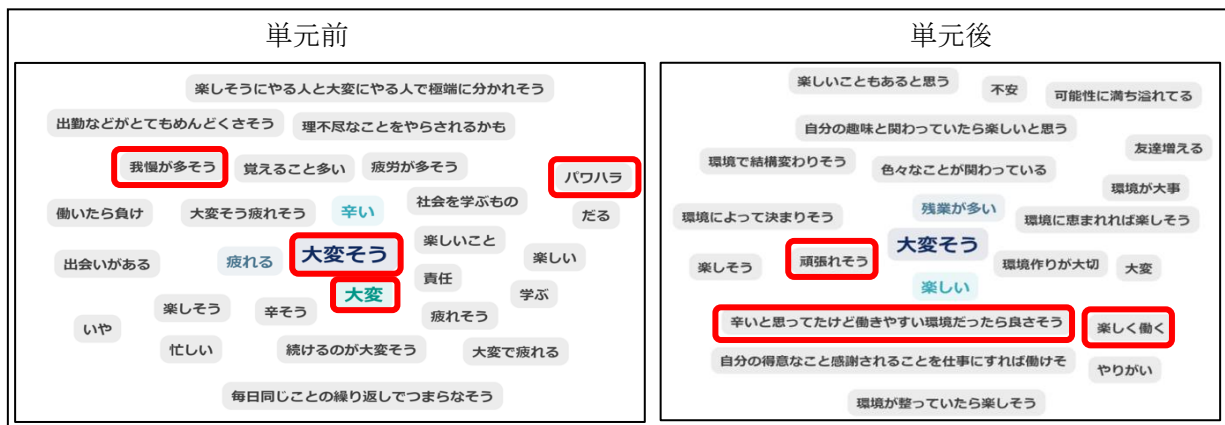 単元前
楽しそうにやる人と大変にやる人で極端に分かれそう
出勤などがとてもめんどくさそう
理不尽なことをやらされるかも
我慢が多そう
覚えること多い
疲労が多そう
パワハラ
働いたら負け
大変そう疲れそう
辛い
社会を学ぶもの
だる
出会いがある
疲れる
大変そう
楽しいこと
楽しい
大変
責任
学ぶ
楽しそう
辛そう
疲れそう
いや
忙しい
続けるのが大変そう
大変で疲れる
毎日同じことの繰り返しでつまらなそう
単元後
楽しいこともあると思う
不安
可能性に満ち溢れてる
自分の趣味と関わっていたら楽しいと思う
友達増える
環境で結構変わりそう
色々なことが関わっている
環境が大事
環境によって決まりそう
残業が多い
環境に恵まれれば楽しそう
大変そう
楽しそう
頑張れそう
環境作りが大切
大変
楽しい
辛いと思ってたけど働きやすい環境だったら良さそう
楽しく働く
自分の得意なこと感謝されることを仕事にすれば働けそ
やりがい
環境が整っていたら楽しそう